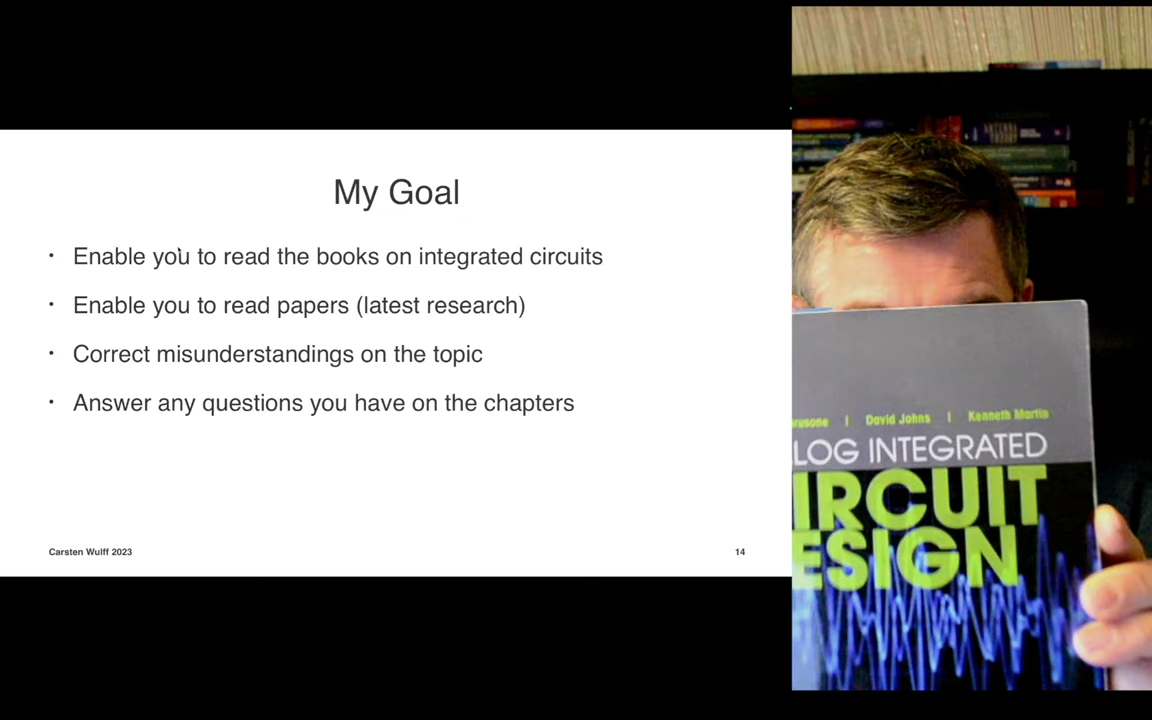 My Goal
• Enable you to read the books on integrated circuits
• Enable you to read papers (latest research)
• Correct misunderstandings on the topic
• Answer any questions you have on the chapters
Carsten Wulff 2023
14
rusone | David Johns | Kenneth Martin
LOG INTEGRATED
IRCUIT
ESIGN